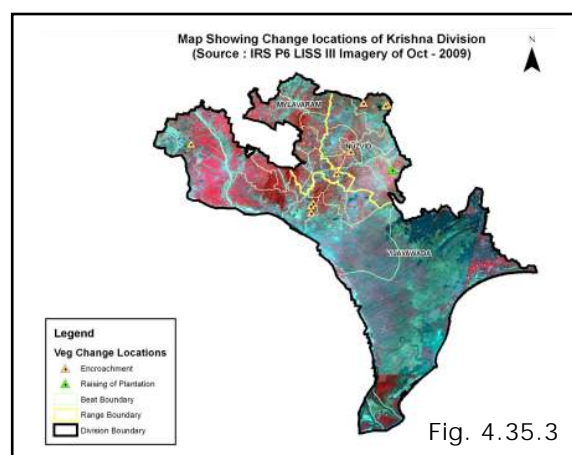 Map Showing Change locations of Krishna Division
(Source : IRS P6 LISS III Imagery of Oct - 2009)
N
MYLAVARAM
NUZVID
VIJAYAWADA
Legend
Veg Change Locations
Encroachment
Raising of Plantation
Beat Boundary
Range Boundary
Division Boundary
Fig. 4.35.3